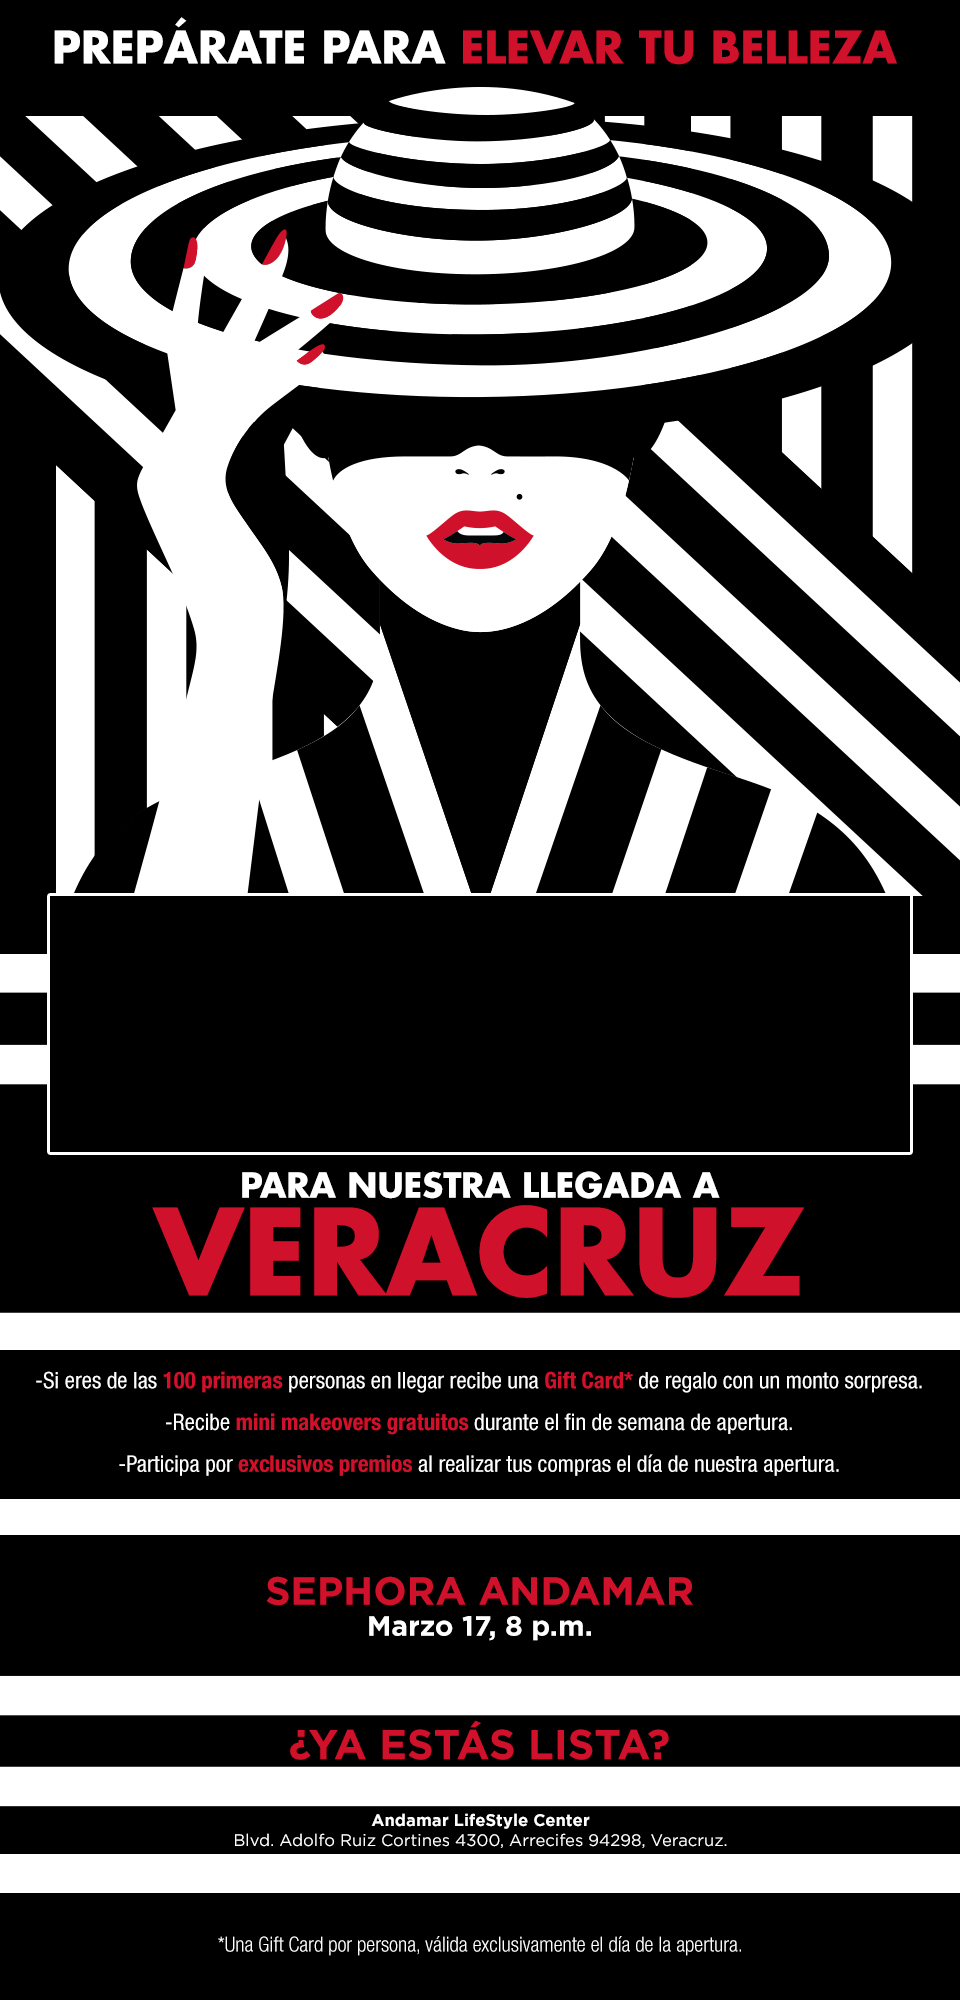 PREPÁRATE PARA ELEVAR TU BELLEZA
PARA NUESTRA LLEGADA A
VERACRUZ
-Si eres de las 100 primeras personas en llegar recibe una Gift Card* de regalo con un monto sorpresa.
-Recibe mini makeovers gratuitos durante el fin de semana de apertura.
-Participa por exclusivos premios al realizar tus compras el día de nuestra apertura.
SEPHORA ANDAMAR
Marzo 17, 8 p.m.
¿YA ESTÁS LISTA?
Andamar LifeStyle Center
Blvd. Adolfo Ruiz Cortines 4300, Arrecifes 94298, Veracruz.
*Una Gift Card por persona, válida exclusivamente el día de la apertura.